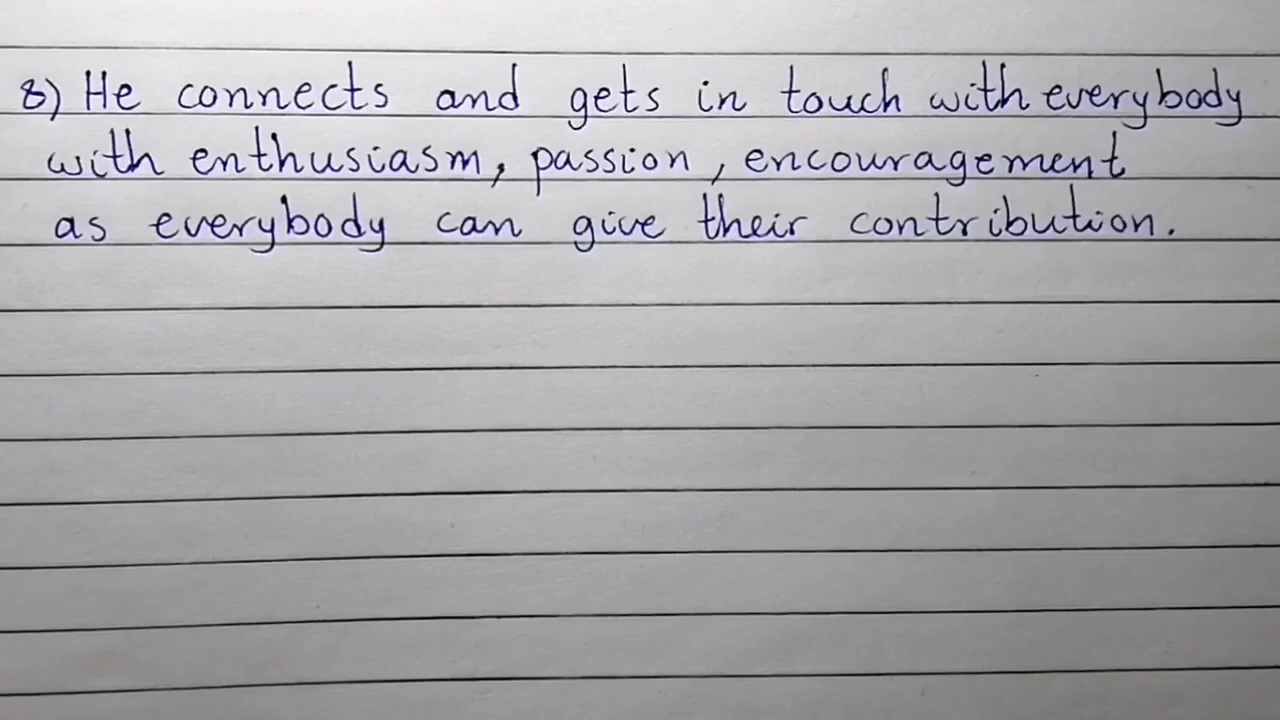 8) He connects and gets in touch with everybody
with enthusiasm, passion, encouragement
as everybody can give their contribution.